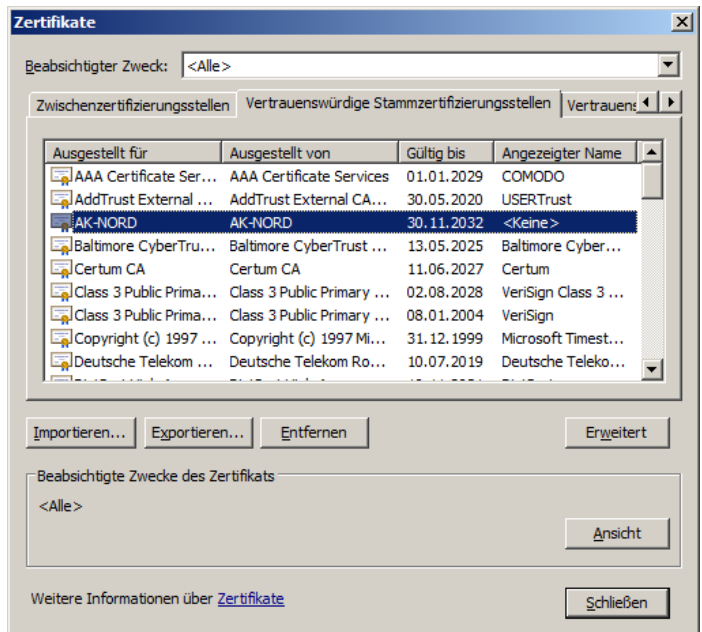 Zertifikate
Beabsichtigter Zweck: <Alle>
Zwischenzertifizierungsstellen Vertrauenswürdige Stammzertifizierungsstellen Vertrauens
Ausgestellt für Ausgestellt von Gültig bis Angezeigter Name
AAA Certificate Ser... AAA Certificate Services 01.01.2029 COMODO
AddTrust External ... AddTrust External CA... 30.05.2020 USERTrust
AK-NORD AK-NORD 30.11.2032 <Keine>
Baltimore CyberTru... Baltimore CyberTrust ... 13.05.2025 Baltimore Cyber...
Certum CA Certum CA 11.06.2027 Certum
Class 3 Public Prima... Class 3 Public Primary ... 02.08.2028 VeriSign Class 3 ...
Class 3 Public Prima... Class 3 Public Primary ... 08.01.2004 VeriSign
Copyright (c) 1997 ... Copyright (c) 1997 Mi... 31.12.1999 Microsoft Timest...
Deutsche Telekom ... Deutsche Telekom Ro... 10.07.2019 Deutsche Teleko...
Importieren... Exportieren... Entfernen Erweitert
Beabsichtigte Zwecke des Zertifikats
<Alle>
Ansicht
Weitere Informationen über Zertifikate
Schließen